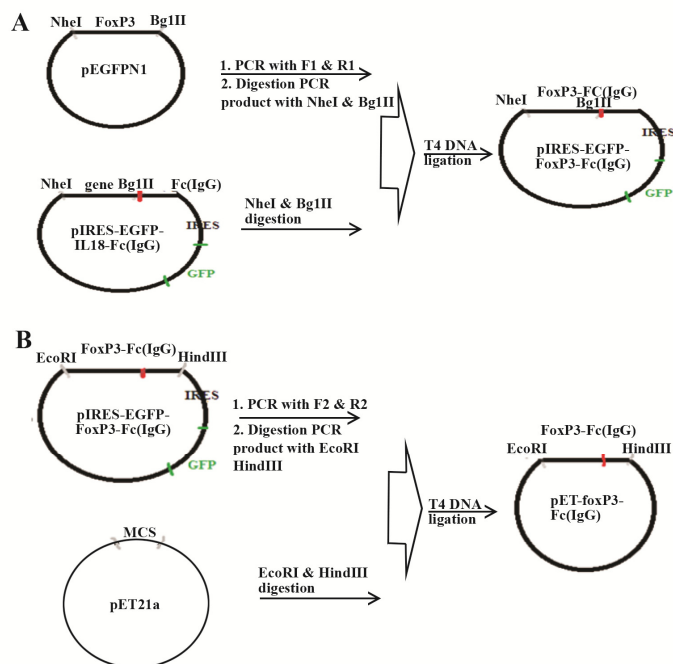 A
NheI FoxP3 Bg1II
pEGFPN1
1. PCR with F1 & R1
2. Digestion PCR
product with NheI & Bg1II
NheI gene Bg1II Fc(IgG)
pIRES-EGFP-
IL18-Fc(IgG)
IRES
GFP
NheI & Bg1II
digestion
T4 DNA
ligation
FoxP3-FC(IgG)
NheI Bg1II
pIRES-EGFP-
FoxP3-Fc(IgG)
IRES
GFP
B
FoxP3-Fc(IgG)
EcoRI HindIII
pIRES-EGFP-
FoxP3-Fc(IgG)
IRES
GFP
1. PCR with F2 & R2
2. Digestion PCR
product with EcoRI
HindIII
MCS
pET21a
EcoRI & HindIII
digestion
T4 DNA
ligation
FoxP3-Fc(IgG)
EcoRI HindIII
pET-foxP3-
Fc(IgG)